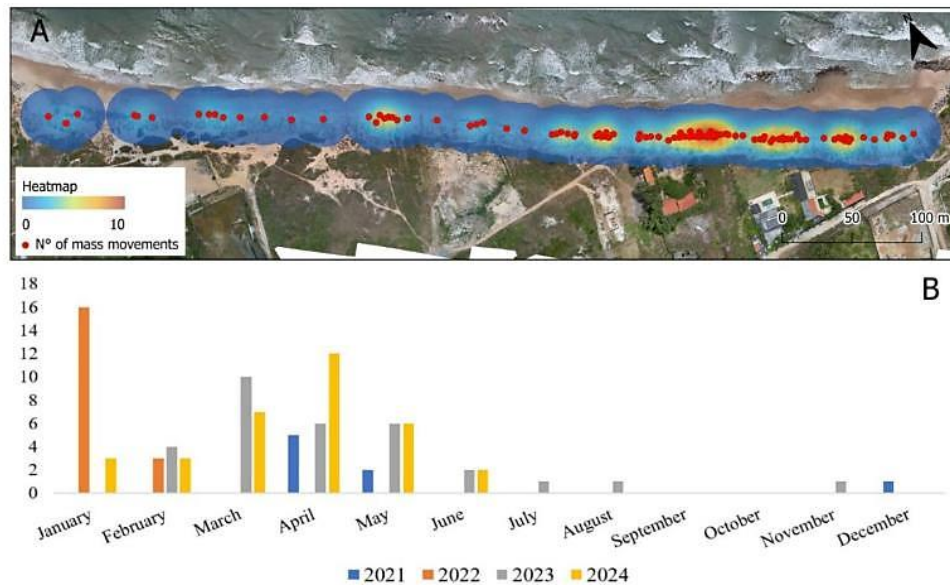 A
N
Heatmap
0 10
N° of mass movements
0 50 100 m
B
18
16
14
12
10
8
6
4
2
0
January February March April May June July August September October November December
2021 2022 2023 2024